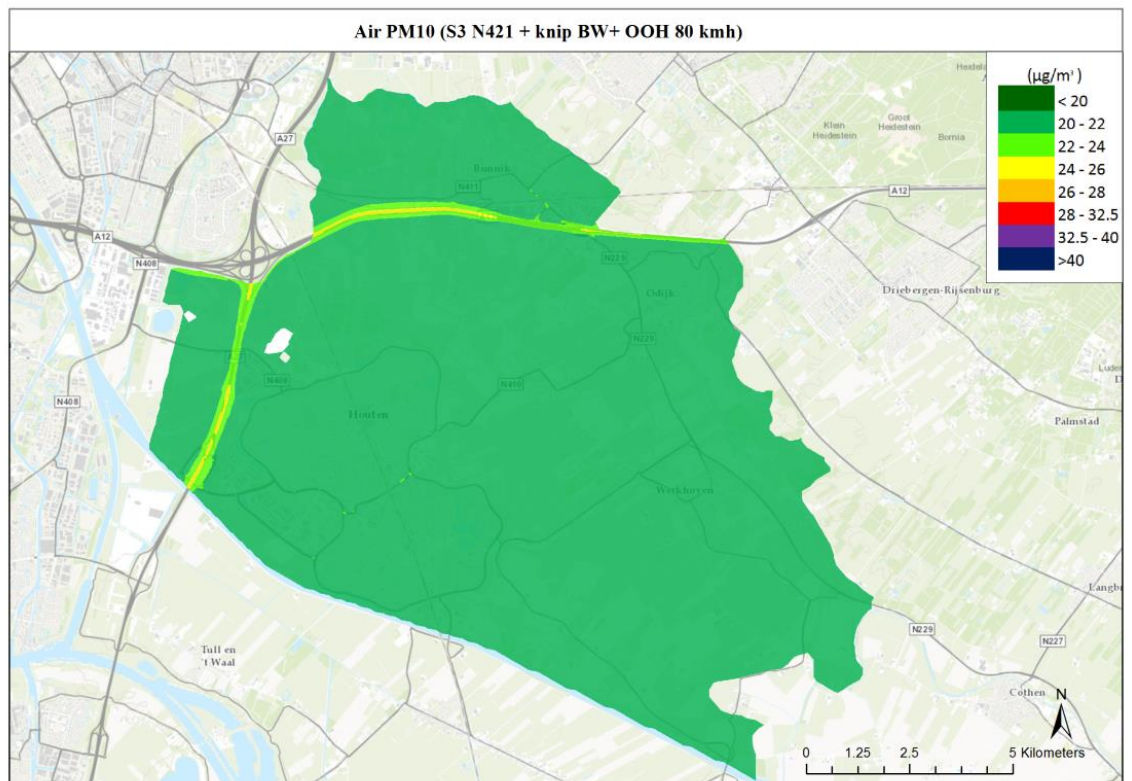 Air PM10 (S3 N421 + knip BW+ OOH 80 kmh)
(µg/m³)
< 20
20 - 22
22 - 24
24 - 26
26 - 28
28 - 32.5
32.5 - 40
>40
A27
Klein
Heidestein
Groot
Heidestein
Bornia
Bunnik
N411
A12
A12
N408
N229
Odijk
Driebergen-Rijsenburg
N229
N409
N410
N408
Houten
Palmstad
Werkhoven
Tull en
't Waal
N229
N227
Cothen
N
0 1.25 2.5 5 Kilometers